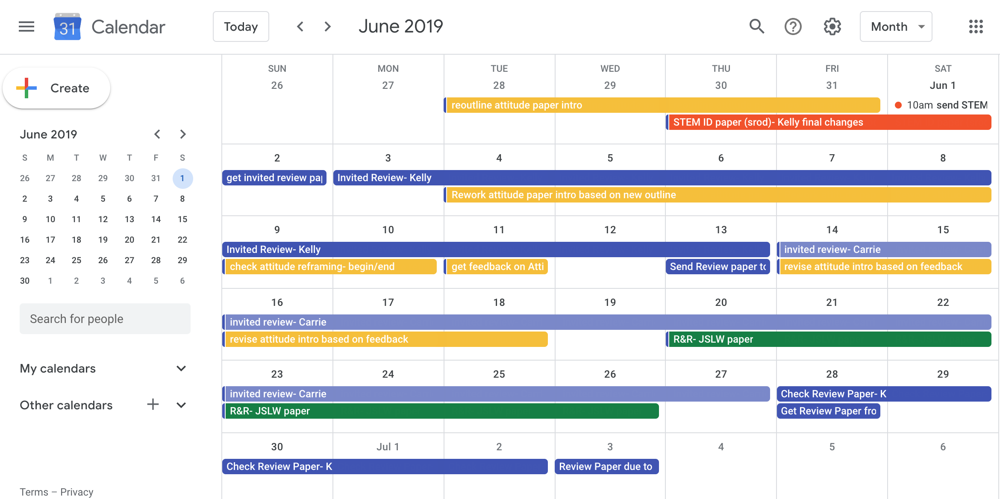 31 Calendar Today June 2019 Month
Create
June 2019
S M T W T F S
26 27 28 29 30 31 1
2 3 4 5 6 7 8
9 10 11 12 13 14 15
16 17 18 19 20 21 22
23 24 25 26 27 28 29
30 1 2 3 4 5 6
Search for people
My calendars
Other calendars
Terms – Privacy
SUN MON TUE WED THU FRI SAT
26 27 28 29 30 31 Jun 1
reoutline attitude paper intro 10am send STEM
STEM ID paper (srod)- Kelly final changes
2 3 4 5 6 7 8
get invited review pap Invited Review- Kelly
Rework attitude paper intro based on new outline
9 10 11 12 13 14 15
Invited Review- Kelly invited review- Carrie
check attitude reframing- begin/end get feedback on Atti Send Review paper to revise attitude intro based on feedback
16 17 18 19 20 21 22
invited review- Carrie
revise attitude intro based on feedback R&R- JSLW paper
23 24 25 26 27 28 29
invited review- Carrie Check Review Paper- K
R&R- JSLW paper Get Review Paper fro
30 Jul 1 2 3 4 5 6
Check Review Paper- K Review Paper due to